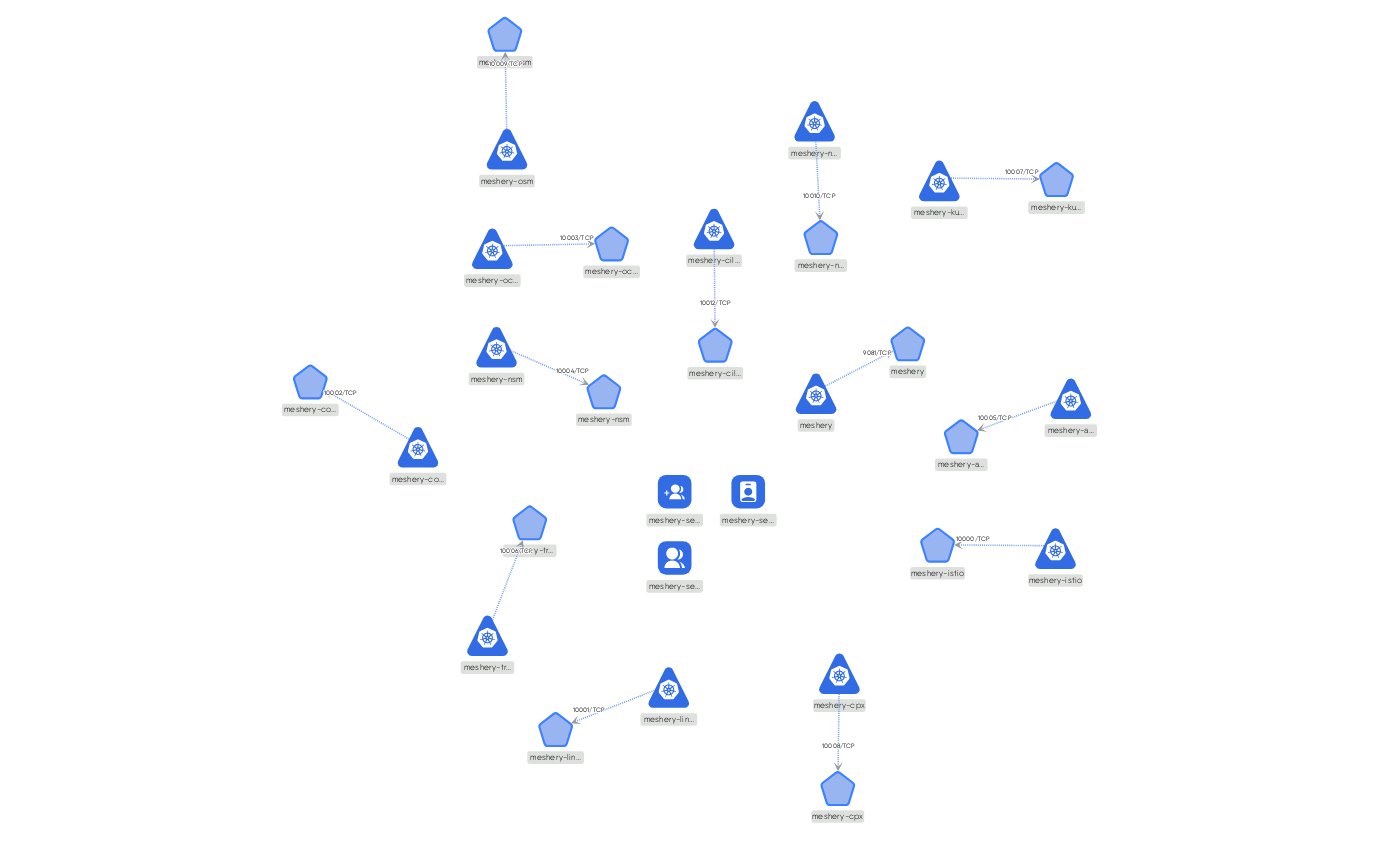 10009/TCP
meshery-osm
meshery-n...
10007/TCP
meshery-ku...
meshery-ku...
10010/TCP
10003/TCP
meshery-oc...
meshery-oc...
meshery-cil...
meshery-n...
10012/TCP
9081/TCP
meshery
meshery-nsm
10004/TCP
meshery-cil...
10002/TCP
meshery-co...
meshery-nsm
10005/TCP
meshery
meshery-a...
meshery-a...
meshery-co...
meshery-se...
meshery-se...
10000/TCP
10006/TCP
meshery-se...
meshery-istio
meshery-istio
meshery-tr...
10001/TCP
meshery-lin...
meshery-cpx
10008/TCP
meshery-lin...
meshery-cpx